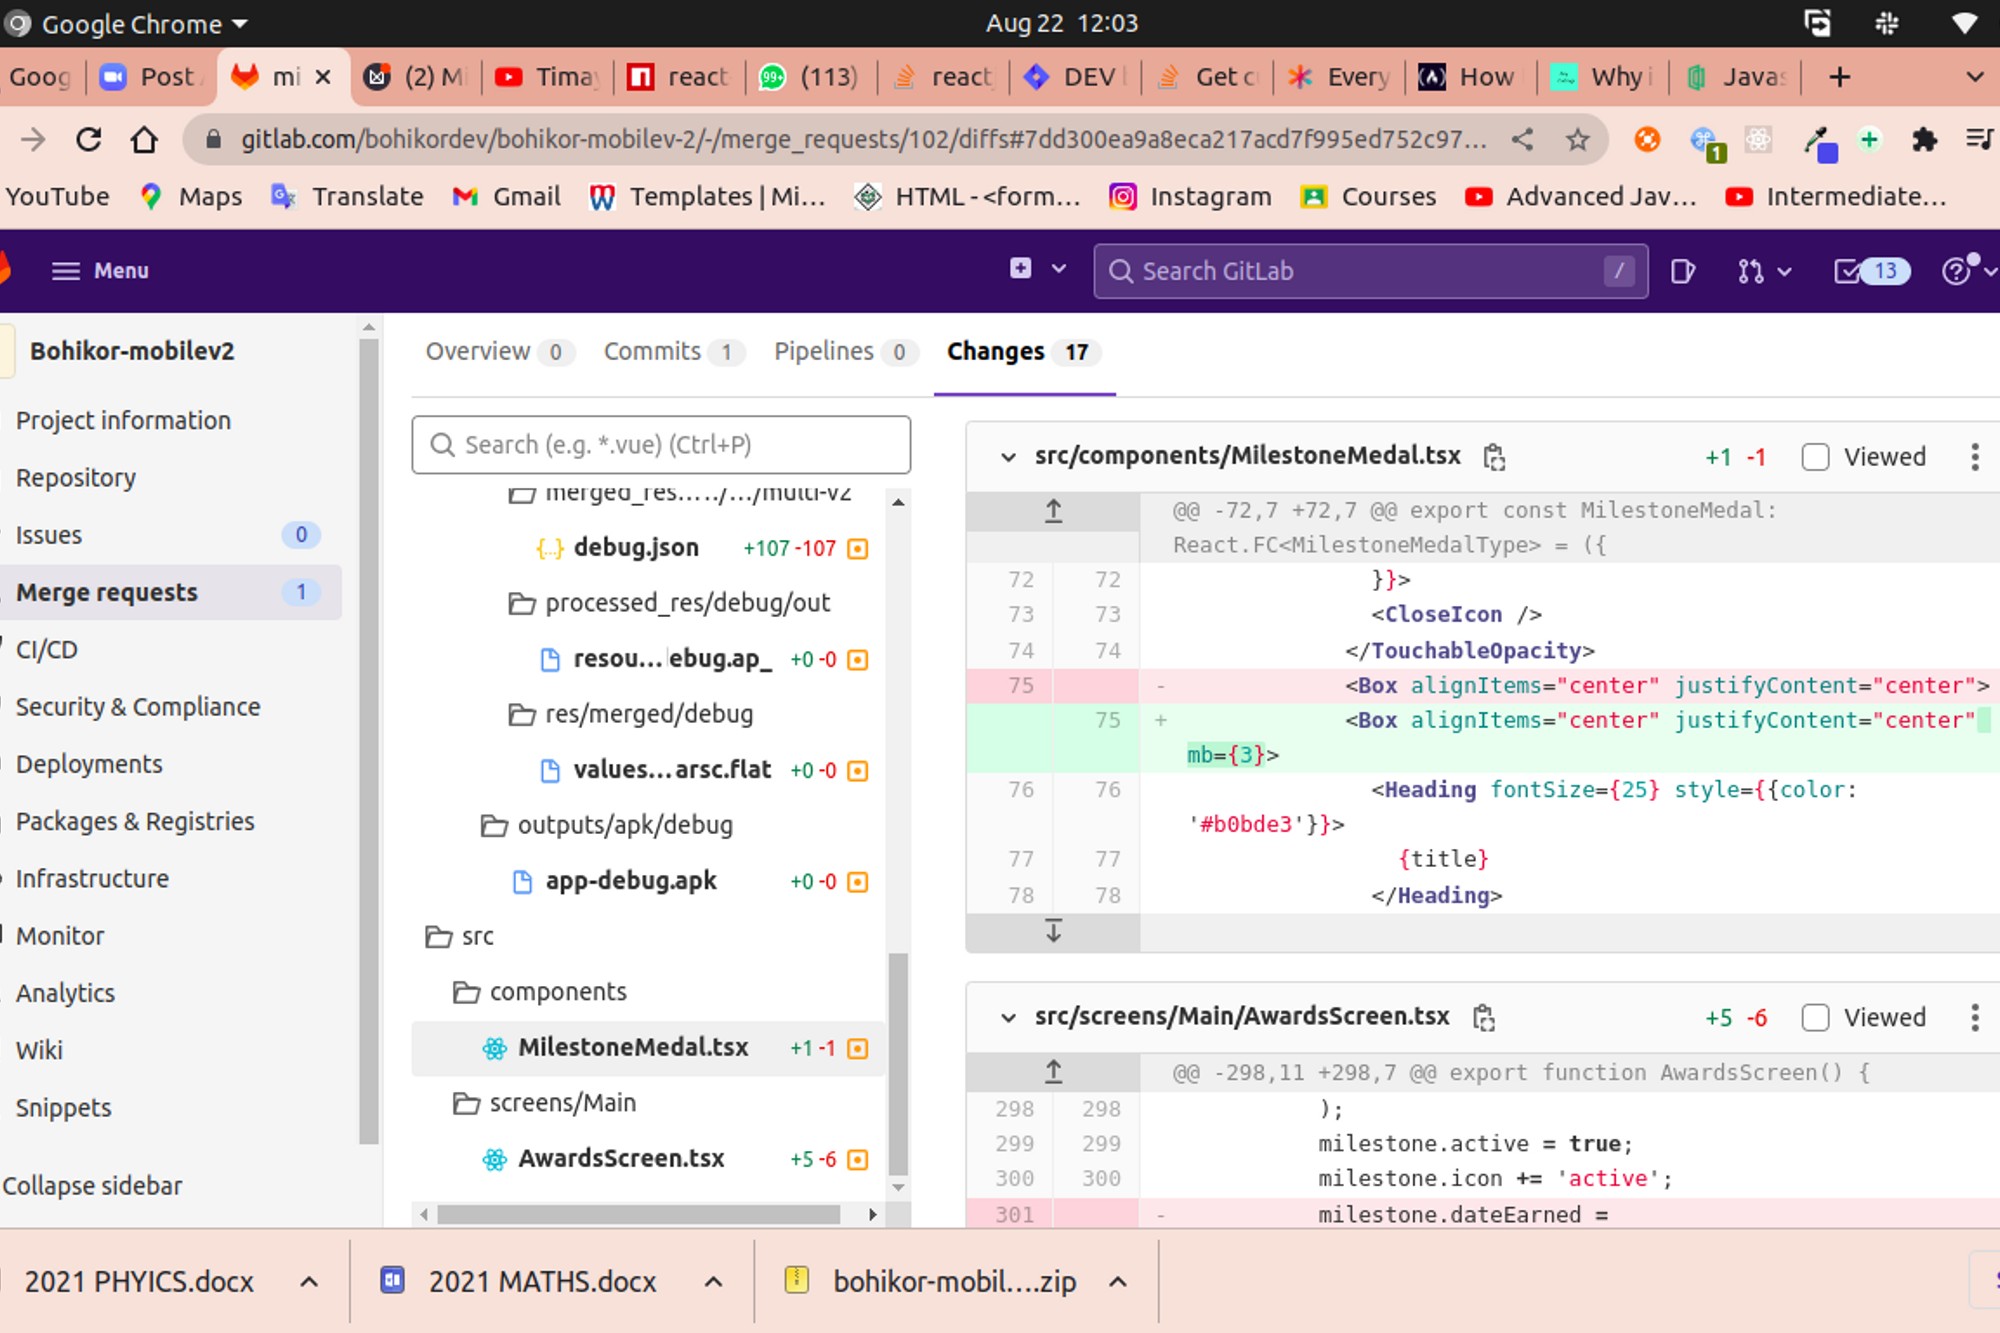 Google Chrome
Aug 22 12:03
Goog
Post
mi
(2) Mi
Timay
react
99+ (113)
react
DEV
Get c
Every
How
Why i
Javas
gitlab.com/bohikordev/bohikor-mobilev-2/-/merge_requests/102/diffs#7dd300ea9a8eca217acd7f995ed752c97...
1
YouTube
Maps
Translate
Gmail
Templates | Mi...
HTML - <form...
Instagram
Courses
Advanced Jav...
Intermediate...
Menu
Search GitLab
/
13
Bohikor-mobilev2
Project information
Repository
Issues 0
Merge requests 1
CI/CD
Security & Compliance
Deployments
Packages & Registries
Infrastructure
Monitor
Analytics
Wiki
Snippets
Collapse sidebar
Overview 0
Commits 1
Pipelines 0
Changes 17
Search (e.g. *.vue) (Ctrl+P)
merged_res...../.../multi-v2
{..} debug.json +107 -107
processed_res/debug/out
resou... ebug.ap_ +0 -0
res/merged/debug
values... arsc.flat +0 -0
outputs/apk/debug
app-debug.apk +0 -0
src
components
MilestoneMedal.tsx +1 -1
screens/Main
AwardsScreen.tsx +5 -6
src/components/MilestoneMedal.tsx +1 -1 Viewed
@@ -72,7 +72,7 @@ export const MilestoneMedal:
React.FC<MilestoneMedalType> = ({
72 72 }}>
73 73 <CloseIcon />
74 74 </TouchableOpacity>
75 - <Box alignItems="center" justifyContent="center">
75 + <Box alignItems="center" justifyContent="center"
mb={3}>
76 76 <Heading fontSize={25} style={{color:
'#b0bde3'}}>
77 77 {title}
78 78 </Heading>
src/screens/Main/AwardsScreen.tsx +5 -6 Viewed
@@ -298,11 +298,7 @@ export function AwardsScreen() {
298 298 );
299 299 milestone.active = true;
300 300 milestone.icon += 'active';
301 - milestone.dateEarned =
2021 PHYICS.docx
2021 MATHS.docx
bohikor-mobil....zip